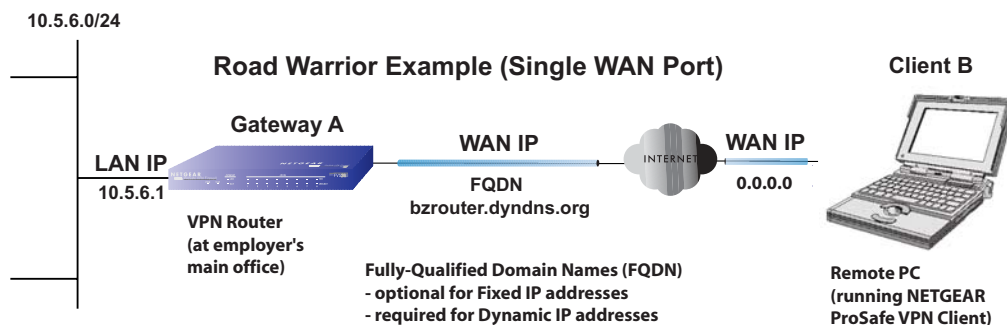 10.5.6.0/24
Road Warrior Example (Single WAN Port)
Client B
Gateway A
LAN IP
10.5.6.1
NETGEAR
NETGEAR
WAN IP
FQDN
bzrouter.dyndns.org
INTERNET
WAN IP
0.0.0.0
VPN Router
(at employer's
main office)
Fully-Qualified Domain Names (FQDN)
- optional for Fixed IP addresses
- required for Dynamic IP addresses
Remote PC
(running NETGEAR
ProSafe VPN Client)